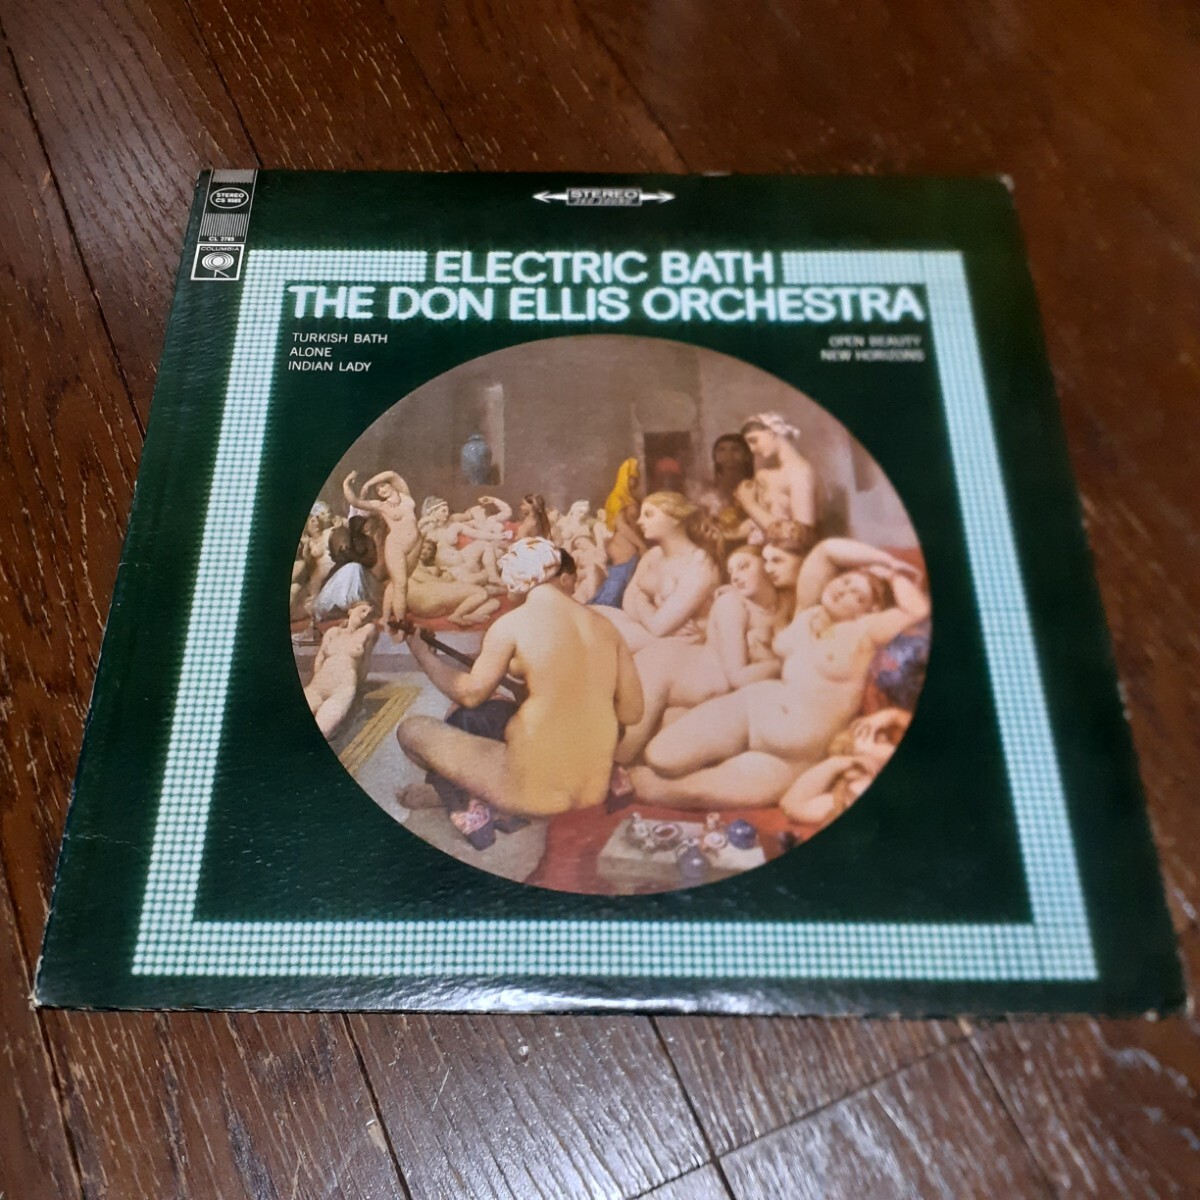 STEREO
CS 9585
CL 2785
COLUMBIA
STEREO
ELECTRIC BATH
THE DON ELLIS ORCHESTRA
TURKISH BATH
ALONE
INDIAN LADY
OPEN BEAUTY
NEW HORIZONS